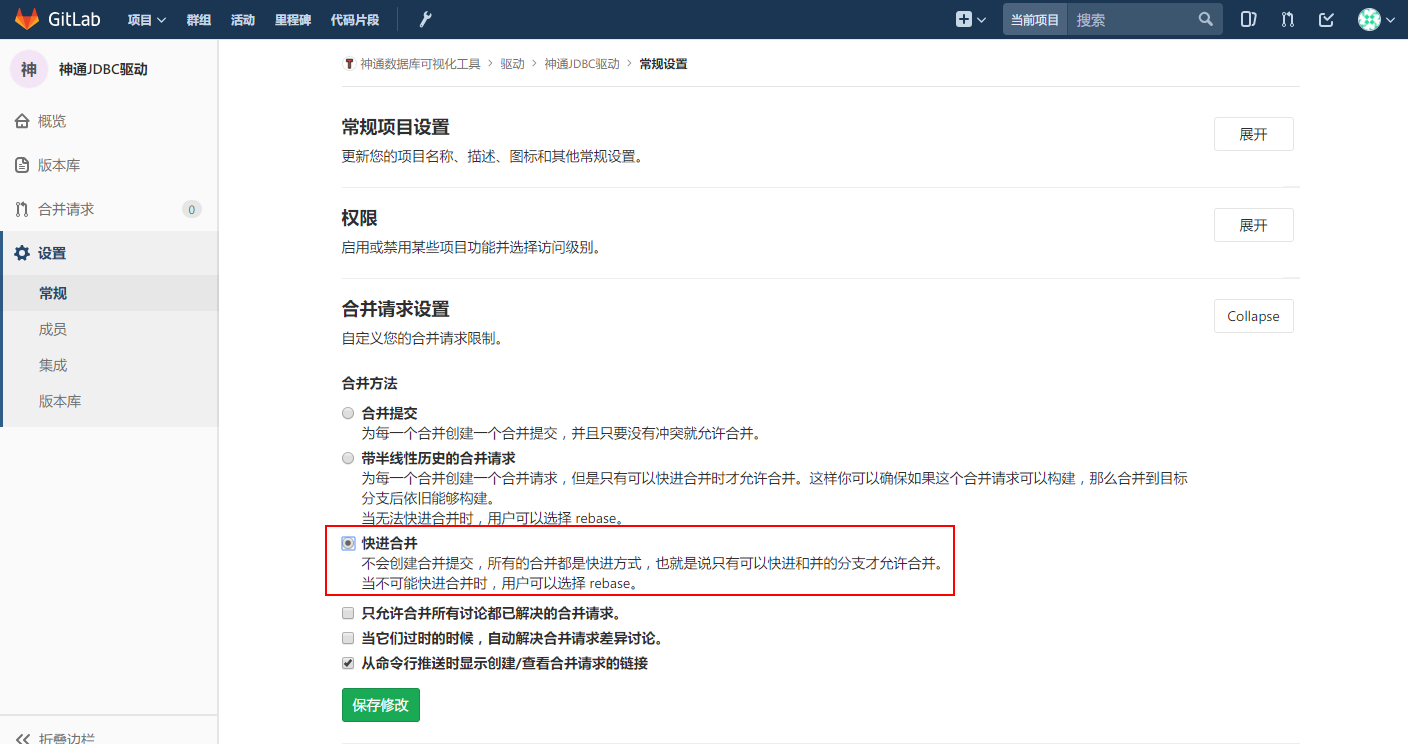 GitLab 项目 群组 活动 里程碑 代码片段 当前项目 搜索
神 神通JDBC驱动
概览
版本库
合并请求 0
设置
常规
成员
集成
版本库
折叠边栏
T 神通数据库可视化工具 > 驱动 > 神通JDBC驱动 > 常规设置
常规项目设置
展开
更新您的项目名称、描述、图标和其他常规设置。
权限
展开
启用或禁用某些项目功能并选择访问级别。
合并请求设置
Collapse
自定义您的合并请求限制。
合并方法
合并提交
为每一个合并创建一个合并提交，并且只要没有冲突就允许合并。
带半线性历史的合并请求
为每一个合并创建一个合并请求，但是只有可以快进合并时才允许合并。这样你可以确保如果这个合并请求可以构建，那么合并到目标
分支后依旧能够构建。
当无法快进合并时，用户可以选择 rebase。
快进合并
不会创建合并提交，所有的合并都是快进方式，也就是说只有可以快进和并的分支才允许合并。
当不可能快进合并时，用户可以选择 rebase。
只允许合并所有讨论都已解决的合并请求。
当它们过时的时候，自动解决合并请求差异讨论。
从命令行推送时显示创建/查看合并请求的链接
保存修改